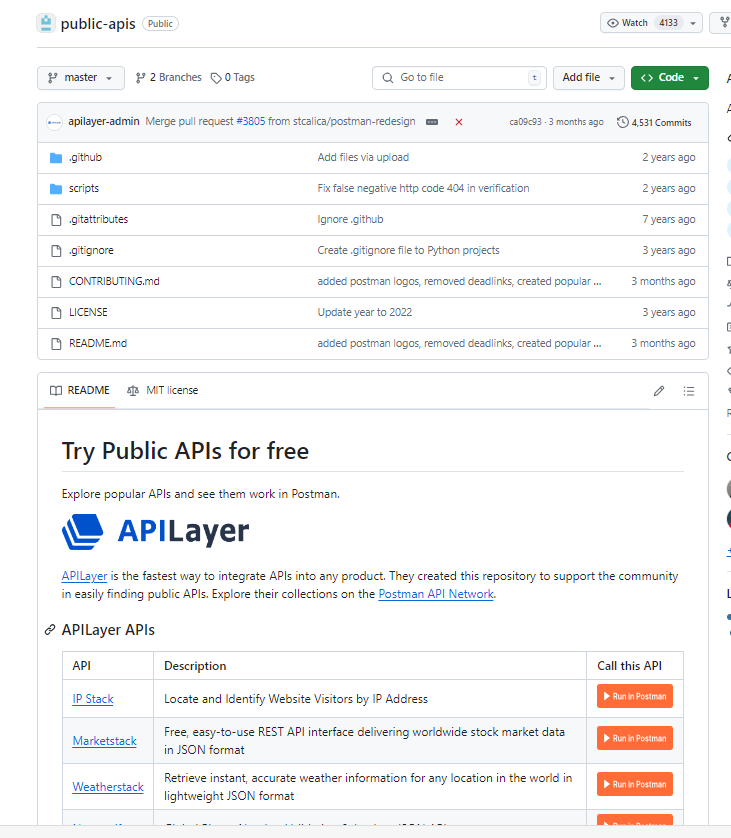 public-apis Public Watch 4133
master 2 Branches 0 Tags Go to file t Add file Code
apilayer-admin Merge pull request #3805 from stcalica/postman-redesign ca09c93 · 3 months ago 4,531 Commits
.github Add files via upload 2 years ago
scripts Fix false negative http code 404 in verification 2 years ago
.gitattributes Ignore .github 7 years ago
.gitignore Create .gitignore file to Python projects 3 years ago
CONTRIBUTING.md added postman logos, removed deadlinks, created popular ... 3 months ago
LICENSE Update year to 2022 3 years ago
README.md added postman logos, removed deadlinks, created popular ... 3 months ago
README MIT license
Try Public APIs for free
Explore popular APIs and see them work in Postman.
APILayer
APILayer is the fastest way to integrate APIs into any product. They created this repository to support the community
in easily finding public APIs. Explore their collections on the Postman API Network.
APILayer APIs
API Description Call this API
IP Stack Locate and Identify Website Visitors by IP Address Run in Postman
Marketstack Free, easy-to-use REST API interface delivering worldwide stock market data
in JSON format Run in Postman
Weatherstack Retrieve instant, accurate weather information for any location in the world in
lightweight JSON format Run in Postman